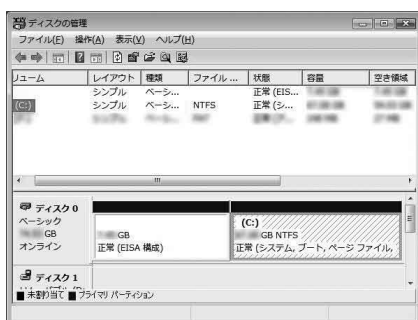 ディスクの管理
ファイル(F) 操作(A) 表示(V) ヘルプ(H)
ューム レイアウト 種類 ファイル ... 状態 容量 空き領域
シンプル ベーシ... 正常 (EIS...
(C:) シンプル ベーシ... NTFS 正常 (シ...
ディスク 0
ベーシック
GB
オンライン
GB
正常 (EISA 構成)
(C:)
GB NTFS
正常 (システム, ブート, ページ ファイル,
ディスク 1
未割り当て プライマリ パーティション